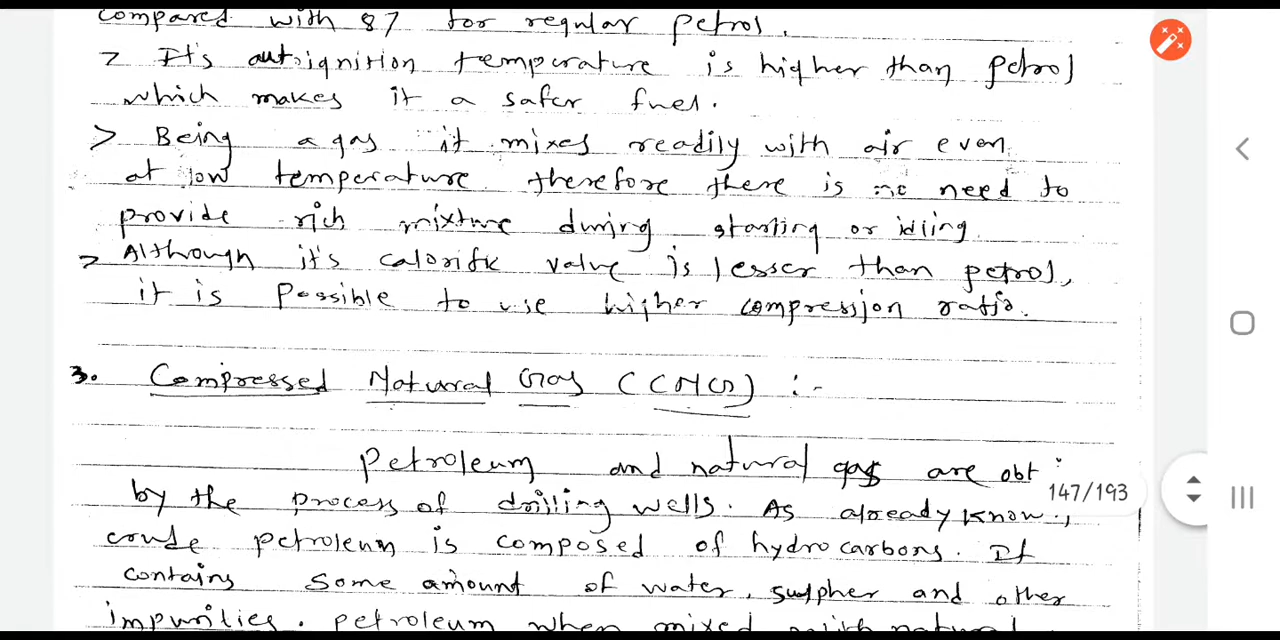 compared with 87 for regular petrol.
> It's autoignition temperature is higher than petrol
which makes it a safer fuel.
> Being a gas it mixes readily with air even
at low temperature therefore there is no need to
provide rich mixture during starting or idling
> Although it's calorific value is lesser than petrol,
it is possible to use higher compression ratio.
3. Compressed Natural Gas (CNG) :-
Petroleum and natural gas are obt
by the process of drilling wells. As already know,
crude petroleum is composed of hydrocarbons. It
contains some amount of water, sulpher and other
impurities. petroleum when mixed with natural
147/193